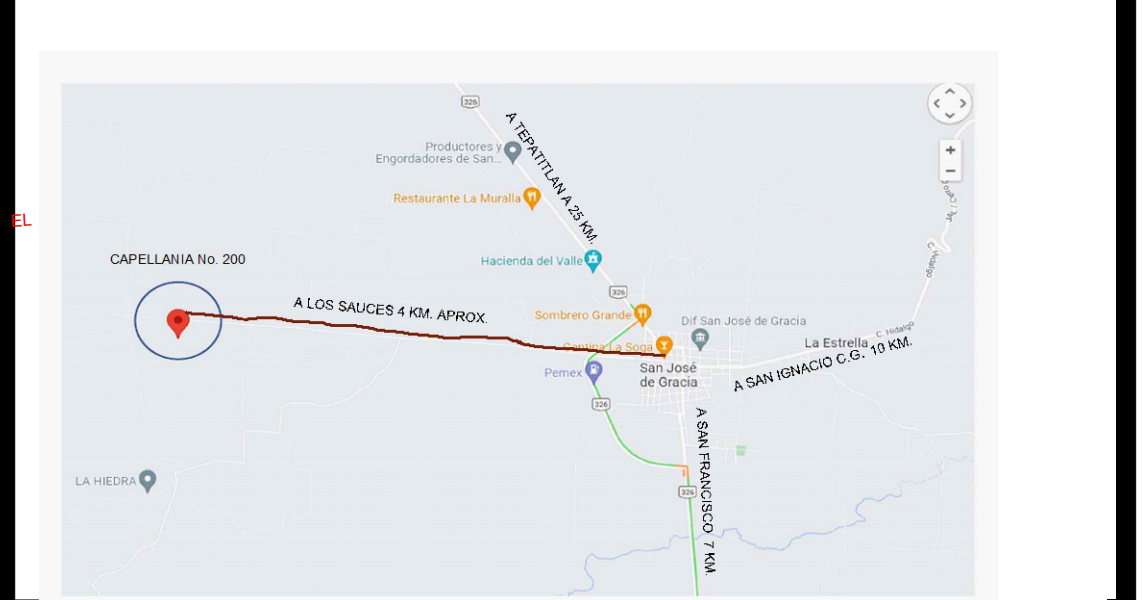 326
A TEPATITLAN A 25 KM.
Productores y
Engordadores de San...
Restaurante La Muralla
EL
CAPELLANIA No. 200
Hacienda del Valle
326
A LOS SAUCES 4 KM. APROX.
Sombrero Grande
Dif San José de Gracia
C. Hidalgo
C. Hidalgo
La Estrella
Cantina La Soga
A SAN IGNACIO C.G. 10 KM.
Pemex
San José
de Gracia
326
A SAN FRANCISCO 7 KM.
LA HIEDRA
326